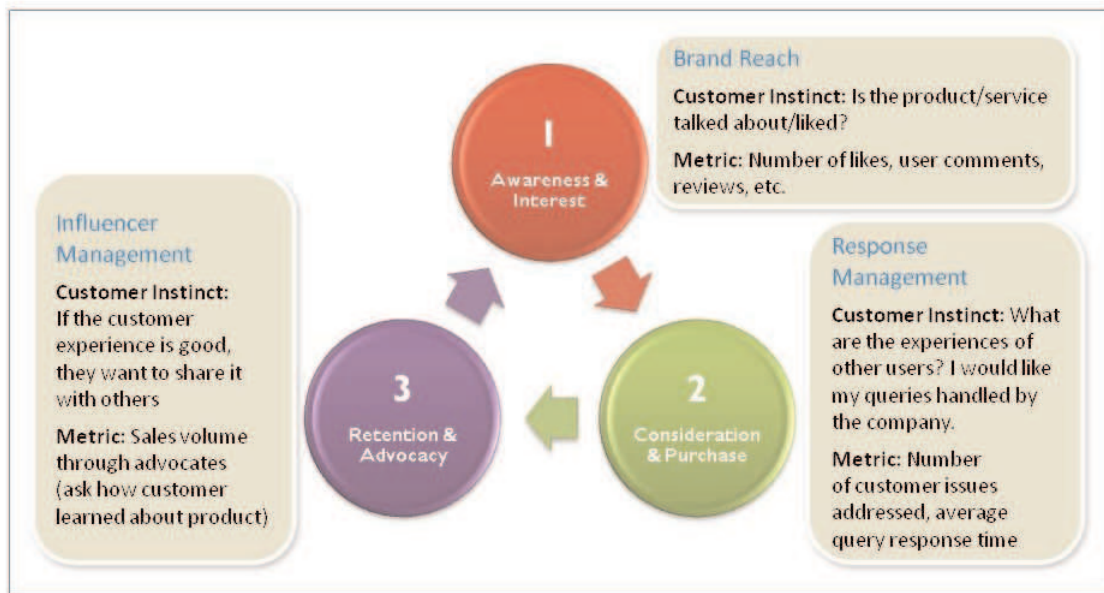 Brand Reach
Customer Instinct: Is the product/service
talked about/liked?
Metric: Number of likes, user comments,
reviews, etc.
1
Awareness &
Interest
Influencer
Management
Customer Instinct:
If the customer
experience is good,
they want to share it
with others
Metric: Sales volume
through advocates
(ask how customer
learned about product)
Response
Management
Customer Instinct: What
are the experiences of
other users? I would like
my queries handled by
the company.
Metric: Number
of customer issues
addressed, average
query response time
3
Retention &
Advocacy
2
Consideration
& Purchase